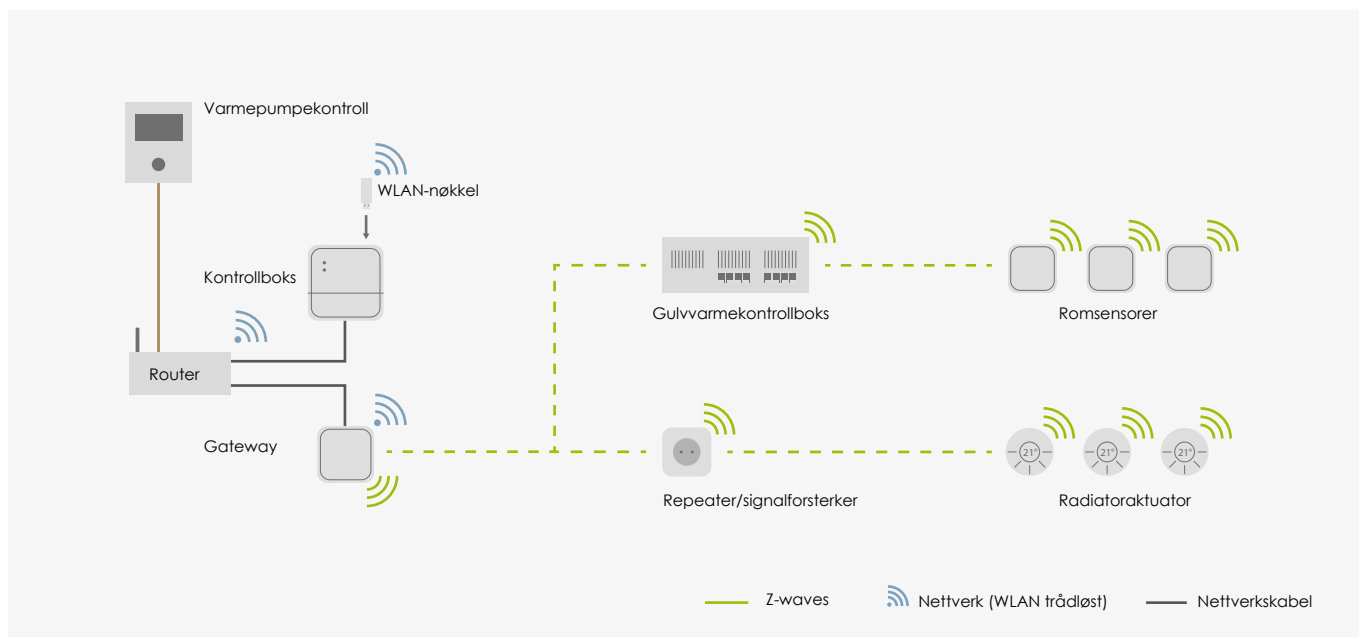 Varmepumpekontroll
WLAN-nøkkel
Kontrollboks
Gulvvarmekontrollboks
Romsensorer
Router
Gateway
21°
21°
21°
Repeater/signalforsterker
Radiatoraktuator
Z-waves
Nettverk (WLAN trådløst)
Nettverkskabel